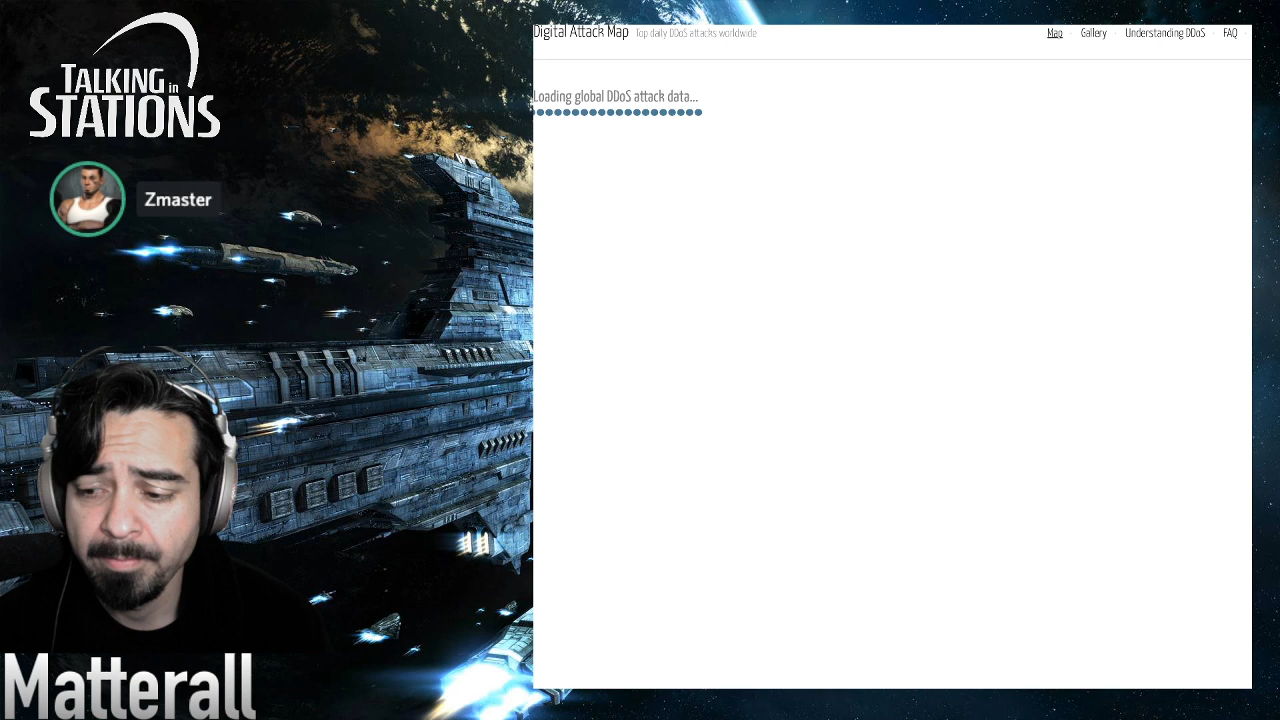 TALKING in
STATIONS
Zmaster
Matterall
Digital Attack Map Top daily DDoS attacks worldwide
Map · Gallery · Understanding DDoS · FAQ ·
Loading global DDoS attack data...